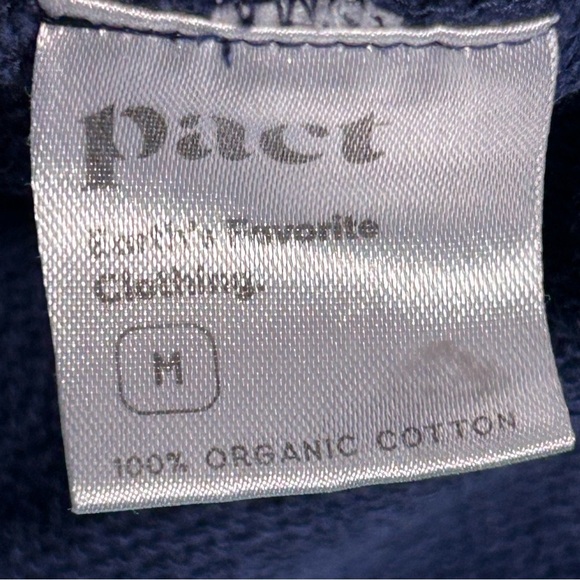 pact
Earth's Favorite
Clothing.
M
100% ORGANIC COTTON